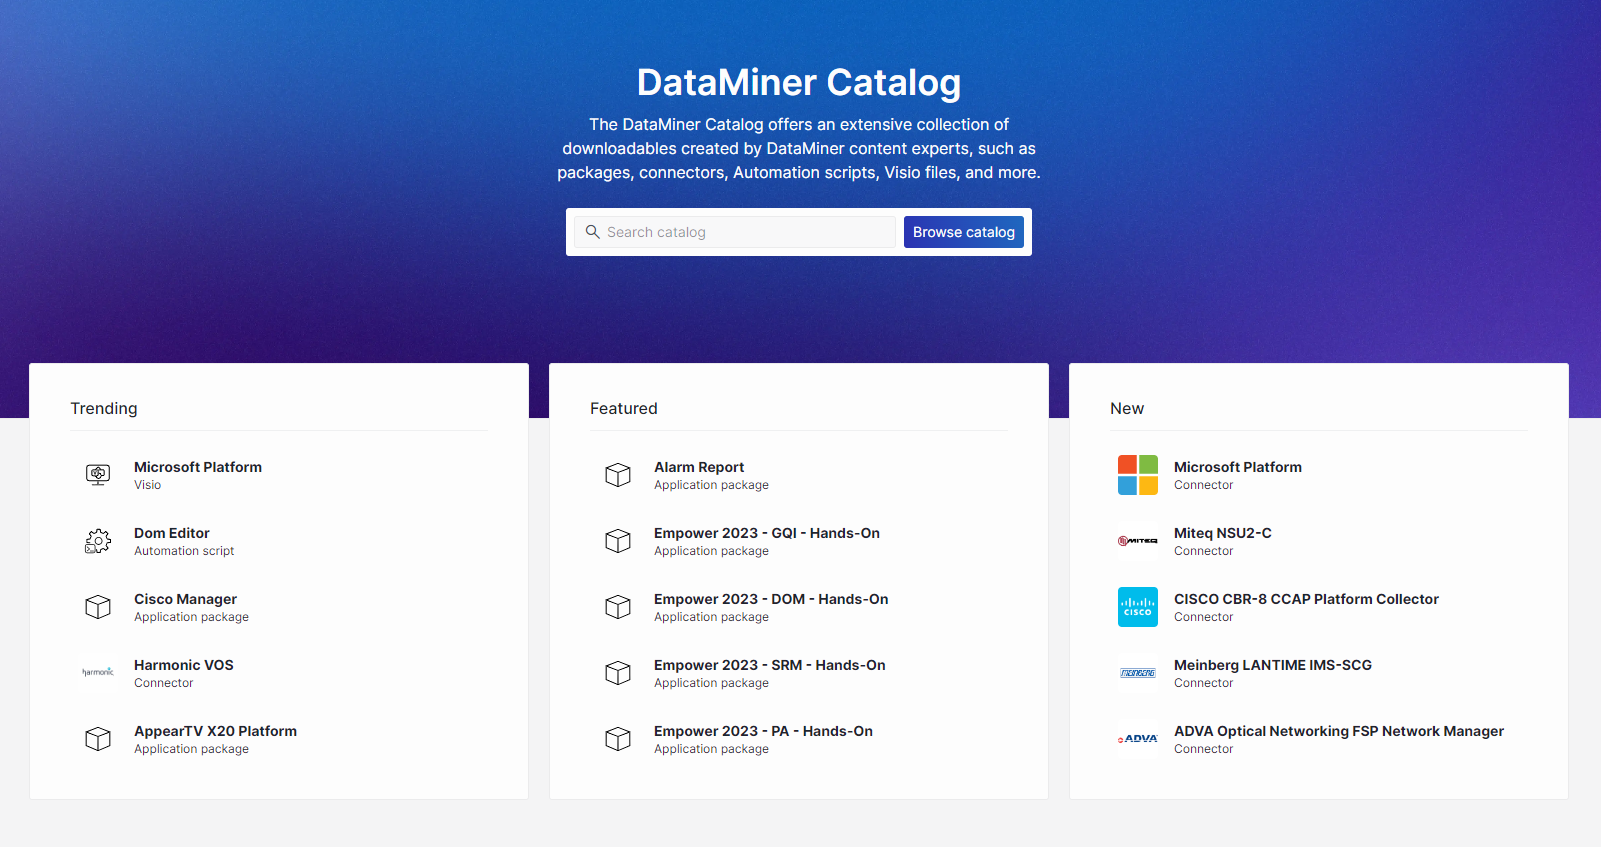 DataMiner Catalog
The DataMiner Catalog offers an extensive collection of
downloadables created by DataMiner content experts, such as
packages, connectors, Automation scripts, Visio files, and more.
Search catalog
Browse catalog
Trending
Microsoft Platform
Visio
Dom Editor
Automation script
Cisco Manager
Application package
harmonic
Harmonic VOS
Connector
AppearTV X20 Platform
Application package
Featured
Alarm Report
Application package
Empower 2023 - GQI - Hands-On
Application package
Empower 2023 - DOM - Hands-On
Application package
Empower 2023 - SRM - Hands-On
Application package
Empower 2023 - PA - Hands-On
Application package
New
Microsoft Platform
Connector
MITEQ
Miteq NSU2-C
Connector
CISCO
CISCO CBR-8 CCAP Platform Collector
Connector
MEINBERG
Meinberg LANTIME IMS-SCG
Connector
ADVA
ADVA Optical Networking FSP Network Manager
Connector